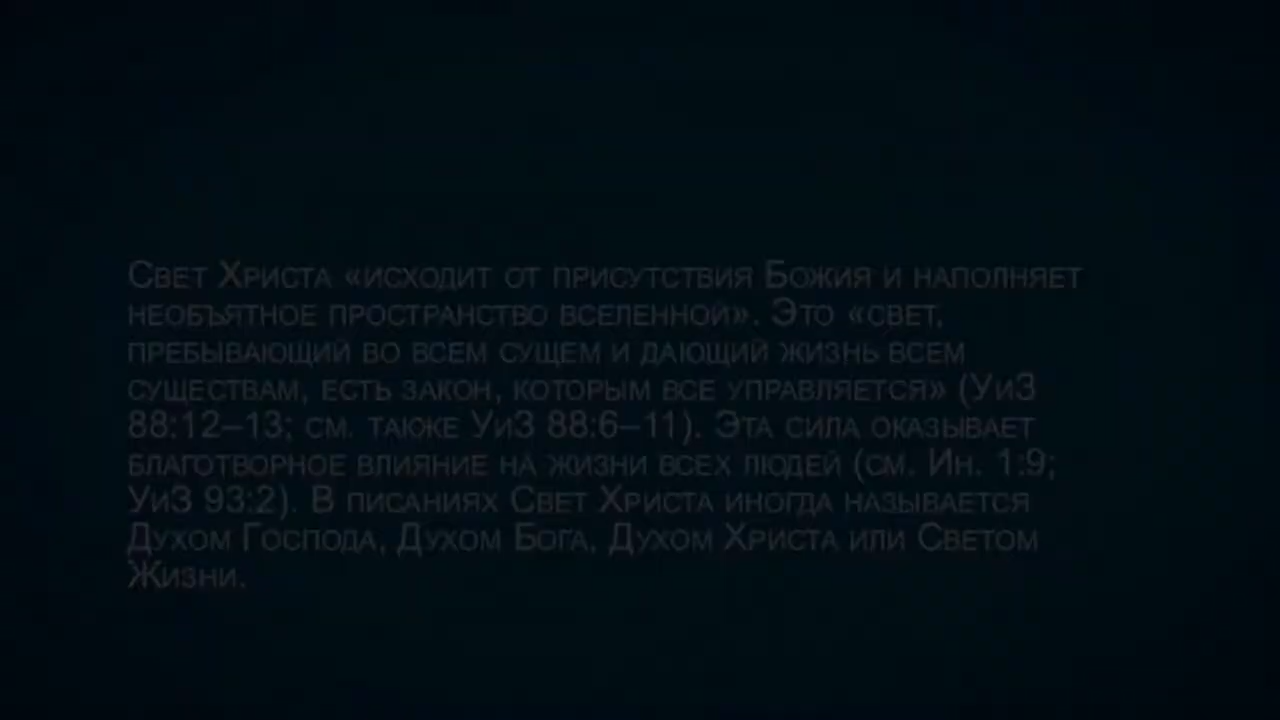 Свет Христа «исходит от присутствия Божия и наполняет
необъятное пространство вселенной». Это «свет,
пребывающий во всем сущем и дающий жизнь всем
существам, есть закон, которым все управляется» (УиЗ
88:12–13; см. также УиЗ 88:6–11). Эта сила оказывает
благотворное влияние на жизни всех людей (см. Ин. 1:9;
УиЗ 93:2). В писаниях Свет Христа иногда называется
Духом Господа, Духом Бога, Духом Христа или Светом
Жизни.